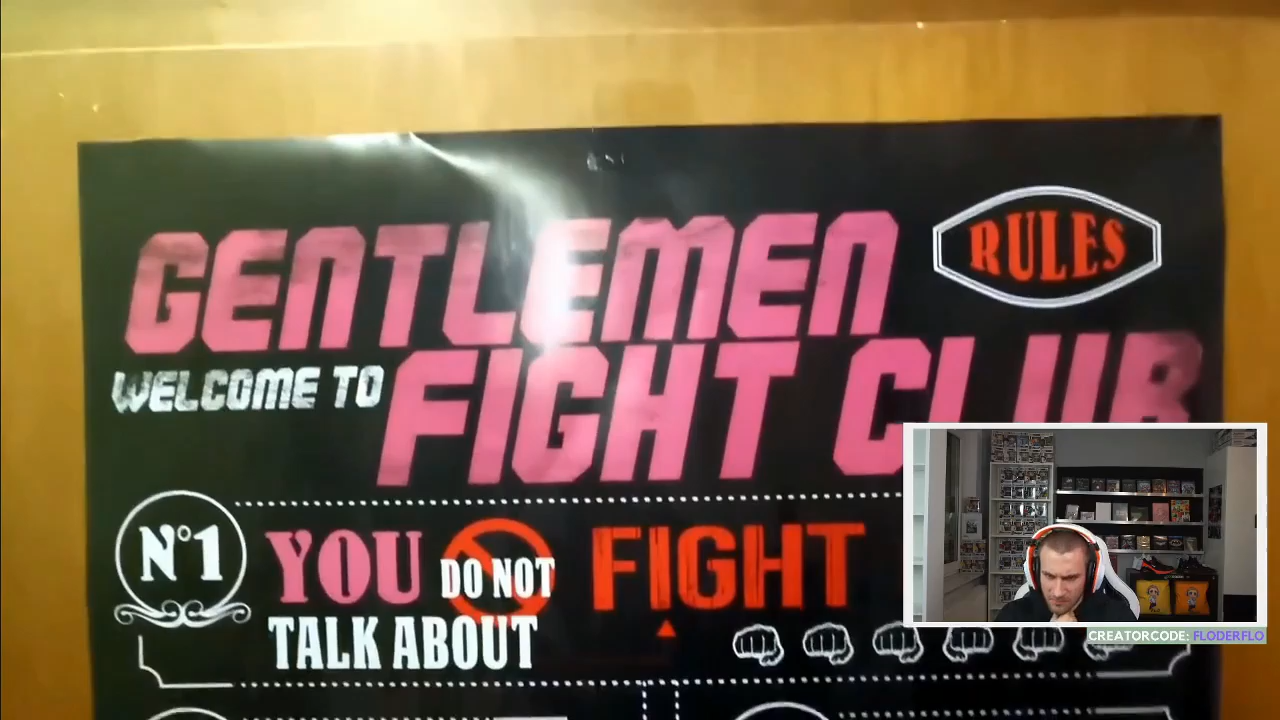 GENTLEMEN
RULES
WELCOME TO FIGHT CLUB
N°1
YOU DO NOT FIGHT
TALK ABOUT
CREATORCODE: FLODERFLO